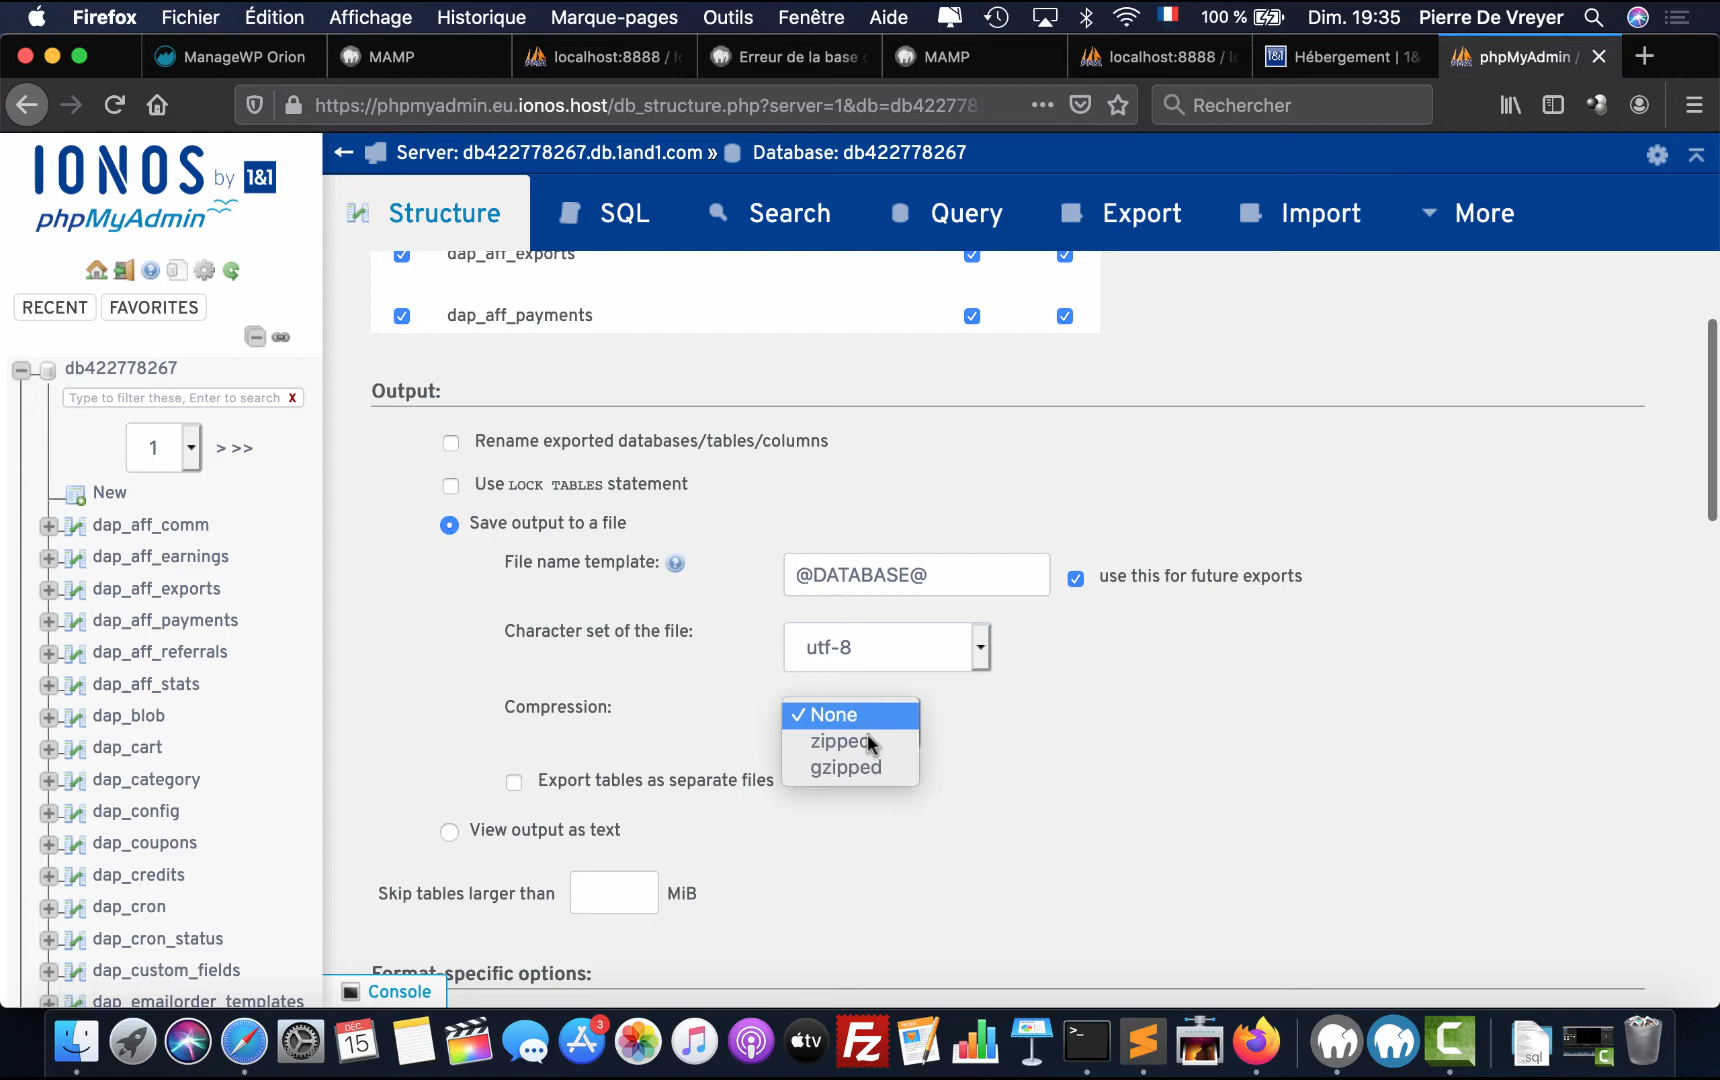 Firefox Fichier Édition Affichage Historique Marque-pages Outils Fenêtre Aide 100 % Dim. 19:35 Pierre De Vreyer
ManageWP Orion MAMP localhost:8888 / Erreur de la base MAMP localhost:8888 / Hébergement | 1& phpMyAdmin /
https://phpmyadmin.eu.ionos.host/db_structure.php?server=1&db=db422778 Rechercher
IONOS by 1&1
phpMyAdmin
Server: db422778267.db.1and1.com » Database: db422778267
Structure SQL Search Query Export Import More
RECENT FAVORITES
db422778267
Type to filter these, Enter to search X
1 > >>
New
dap_aff_comm
dap_aff_earnings
dap_aff_exports
dap_aff_payments
dap_aff_referrals
dap_aff_stats
dap_blob
dap_cart
dap_category
dap_config
dap_coupons
dap_credits
dap_cron
dap_cron_status
dap_custom_fields
dap_emailorder_templates
dap_aff_exports
dap_aff_payments
Output:
Rename exported databases/tables/columns
Use LOCK TABLES statement
Save output to a file
File name template: @DATABASE@ use this for future exports
Character set of the file: utf-8
Compression: None
zipped
gzipped
Export tables as separate files
View output as text
Skip tables larger than MiB
Format-specific options:
Console
DÉC.
15
3
tv
.sql